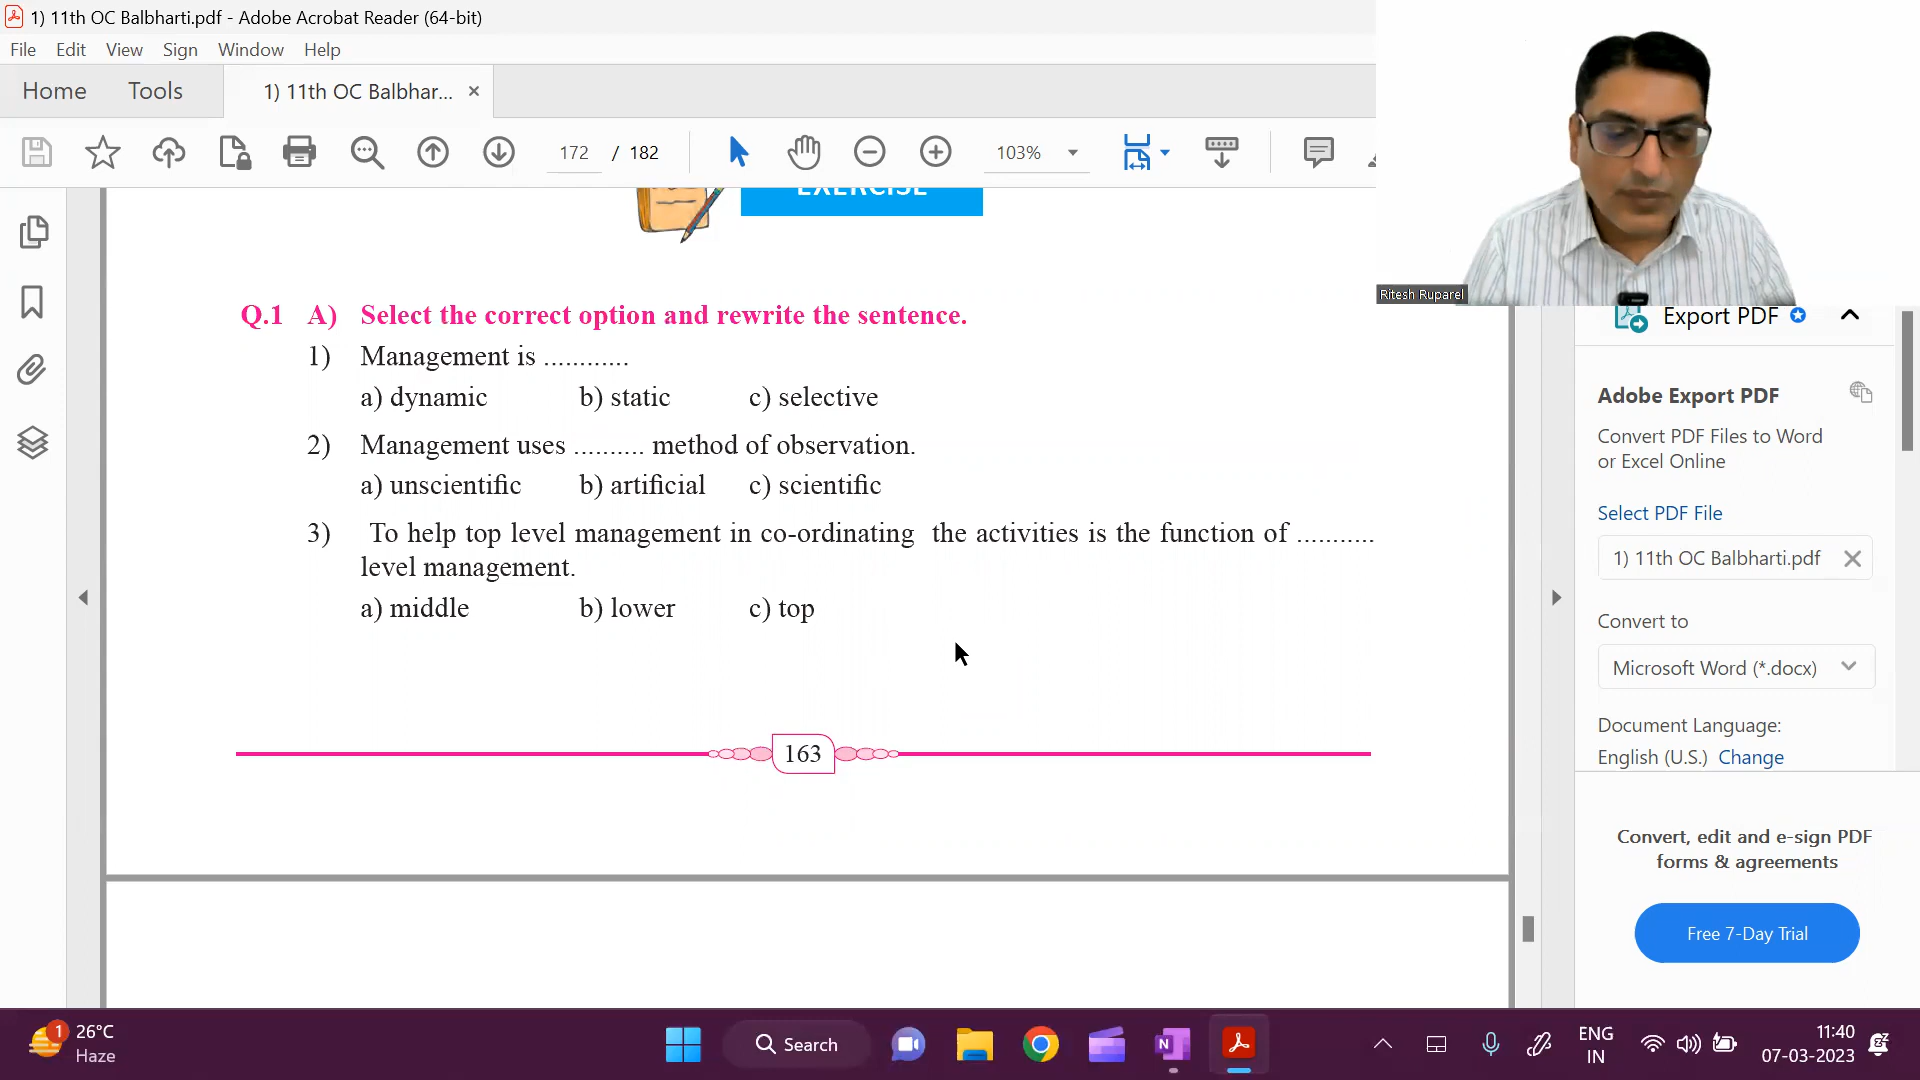 1) 11th OC Balbharti.pdf - Adobe Acrobat Reader (64-bit)
File Edit View Sign Window Help
Home Tools 1) 11th OC Balbhar... ×
172 / 182 103%
EXERCISE
Ritesh Ruparel
Q.1 A) Select the correct option and rewrite the sentence.
1) Management is ............
a) dynamic b) static c) selective
2) Management uses .......... method of observation.
a) unscientific b) artificial c) scientific
3) To help top level management in co-ordinating the activities is the function of ...........
level management.
a) middle b) lower c) top
163
Export PDF
Adobe Export PDF
Convert PDF Files to Word
or Excel Online
Select PDF File
1) 11th OC Balbharti.pdf
Convert to
Microsoft Word (*.docx)
Document Language:
English (U.S.) Change
Convert, edit and e-sign PDF
forms & agreements
Free 7-Day Trial
1 26°C
Haze
Search
ENG
IN
11:40
07-03-2023